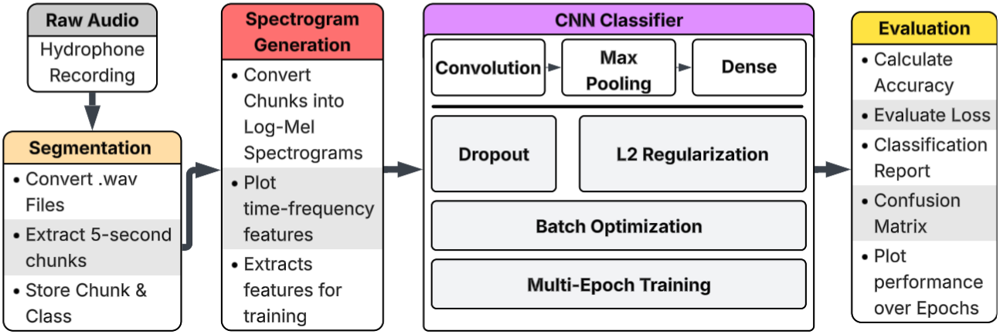 Raw Audio
Hydrophone
Recording
Segmentation
• Convert .wav
Files
• Extract 5-second
chunks
• Store Chunk &
Class
Spectrogram
Generation
• Convert
Chunks into
Log-Mel
Spectrograms
• Plot
time-frequency
features
• Extracts
features for
training
CNN Classifier
Convolution
Max
Pooling
Dense
Dropout
L2 Regularization
Batch Optimization
Multi-Epoch Training
Evaluation
• Calculate
Accuracy
• Evaluate Loss
• Classification
Report
• Confusion
Matrix
• Plot
performance
over Epochs